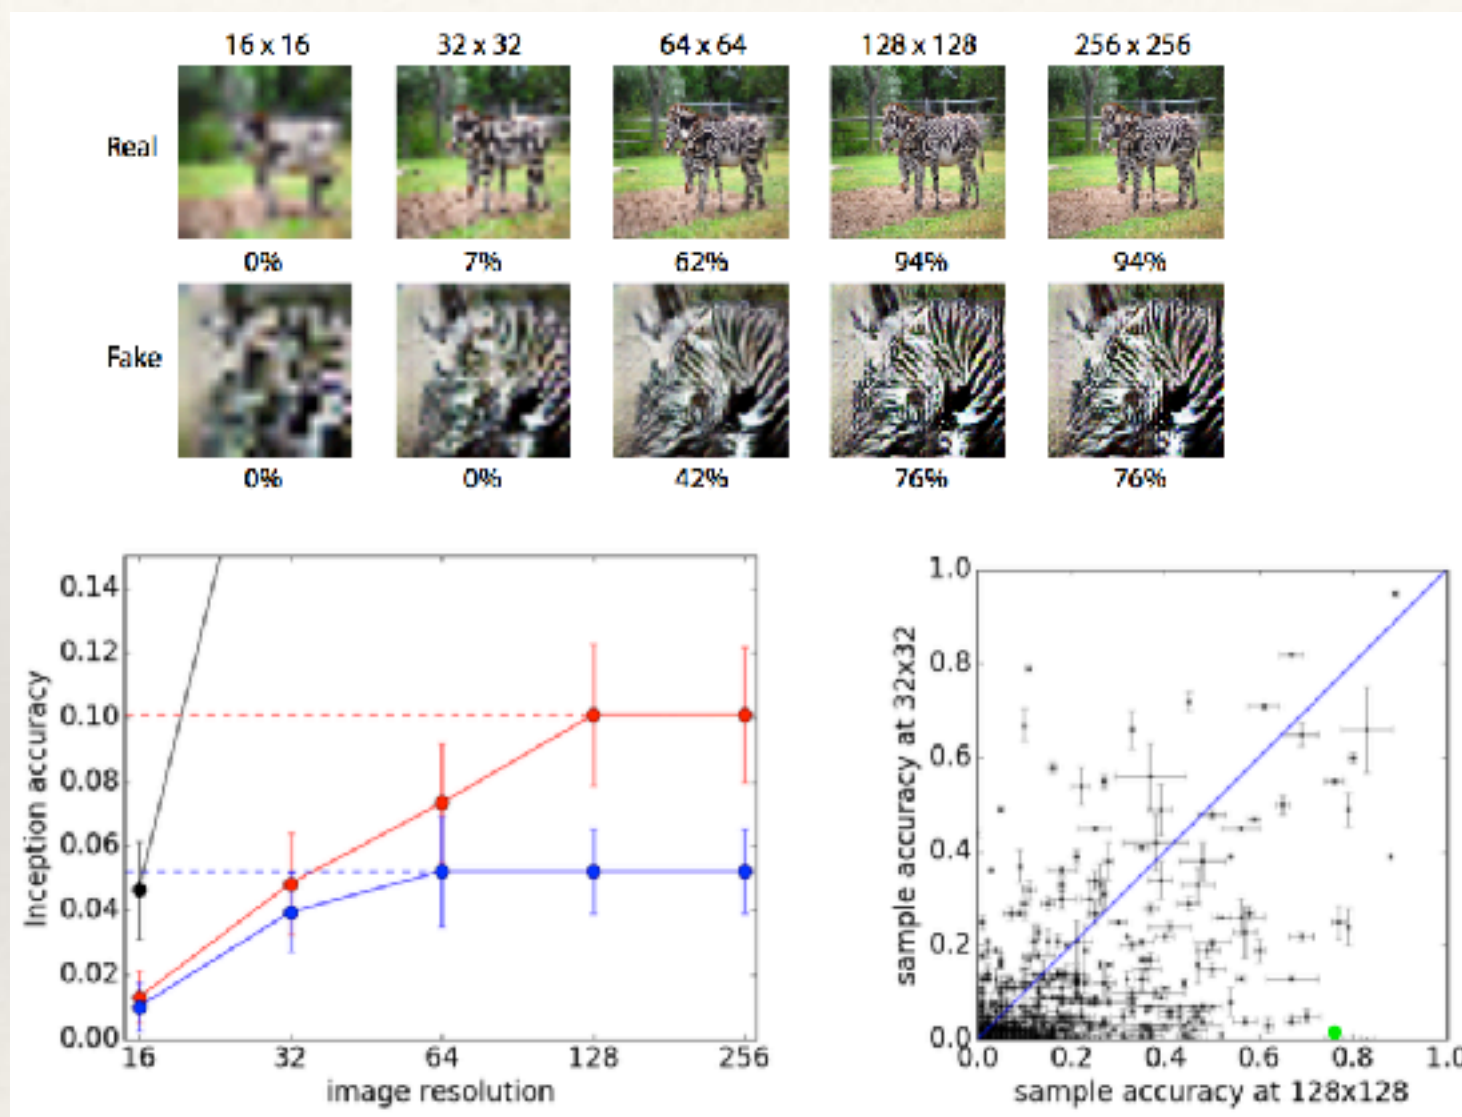 16 x 16 32 x 32 64 x 64 128 x 128 256 x 256
Real
0% 7% 62% 94% 94%
Fake
0% 0% 42% 76% 76%
0.14
0.12
0.10
0.08
0.06
0.04
0.02
0.00
Inception accuracy
16 32 64 128 256
image resolution
1.0
0.8
0.6
0.4
0.2
0.0
sample accuracy at 32x32
0.0 0.2 0.4 0.6 0.8 1.0
sample accuracy at 128x128